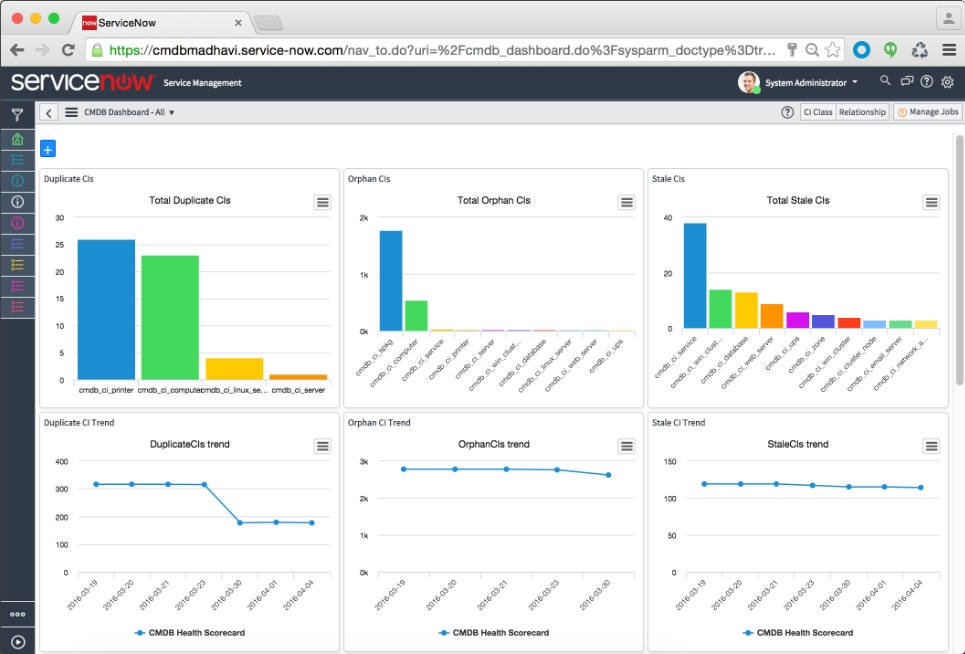 now ServiceNow
https://cmdbmadhavi.service-now.com/nav_to.do?uri=%2Fcmdb_dashboard.do%3Fsysparm_doctype%3Dtr...
servicenow Service Management
System Administrator
CMDB Dashboard - All
CI Class Relationship Manage Jobs
Duplicate CIs
Total Duplicate CIs
30
25
20
15
10
5
0
cmdb_ci_printer cmdb_ci_computer cmdb_ci_linux_se... cmdb_ci_server
Orphan CIs
Total Orphan CIs
2k
1k
0k
cmdb_ci_spkg
cmdb_ci_computer
cmdb_ci_service
cmdb_ci_printer
cmdb_ci_server
cmdb_ci_win_clust...
cmdb_ci_database
cmdb_ci_linux_server
cmdb_ci_web_server
cmdb_ci_ups
Stale CIs
Total Stale CIs
40
20
0
cmdb_ci_service
cmdb_ci_win_clust...
cmdb_ci_database
cmdb_ci_web_server
cmdb_ci_ups
cmdb_ci_zone
cmdb_ci_win_cluster
cmdb_ci_cluster_node
cmdb_ci_email_server
cmdb_ci_network_a...
Duplicate CI Trend
DuplicateCIs trend
400
300
200
100
0
2016-03-19
2016-03-20
2016-03-21
2016-03-23
2016-03-30
2016-04-01
2016-04-04
CMDB Health Scorecard
Orphan CI Trend
OrphanCIs trend
3k
2k
1k
0k
2016-03-19
2016-03-20
2016-03-21
2016-03-23
2016-03-30
CMDB Health Scorecard
Stale CI Trend
StaleCIs trend
150
100
50
0
2016-03-19
2016-03-20
2016-03-21
2016-03-23
2016-03-30
2016-04-01
2016-04-04
CMDB Health Scorecard